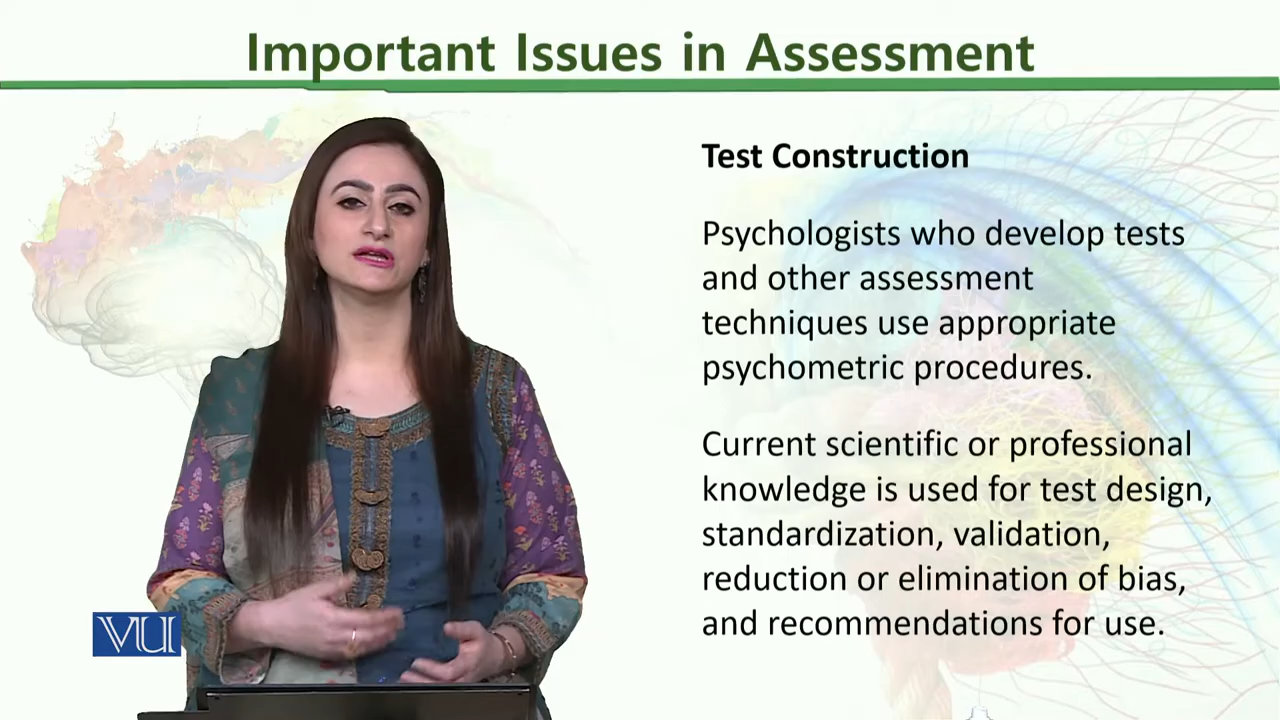 Important Issues in Assessment
Test Construction
Psychologists who develop tests
and other assessment
techniques use appropriate
psychometric procedures.
Current scientific or professional
knowledge is used for test design,
standardization, validation,
reduction or elimination of bias,
and recommendations for use.
VU